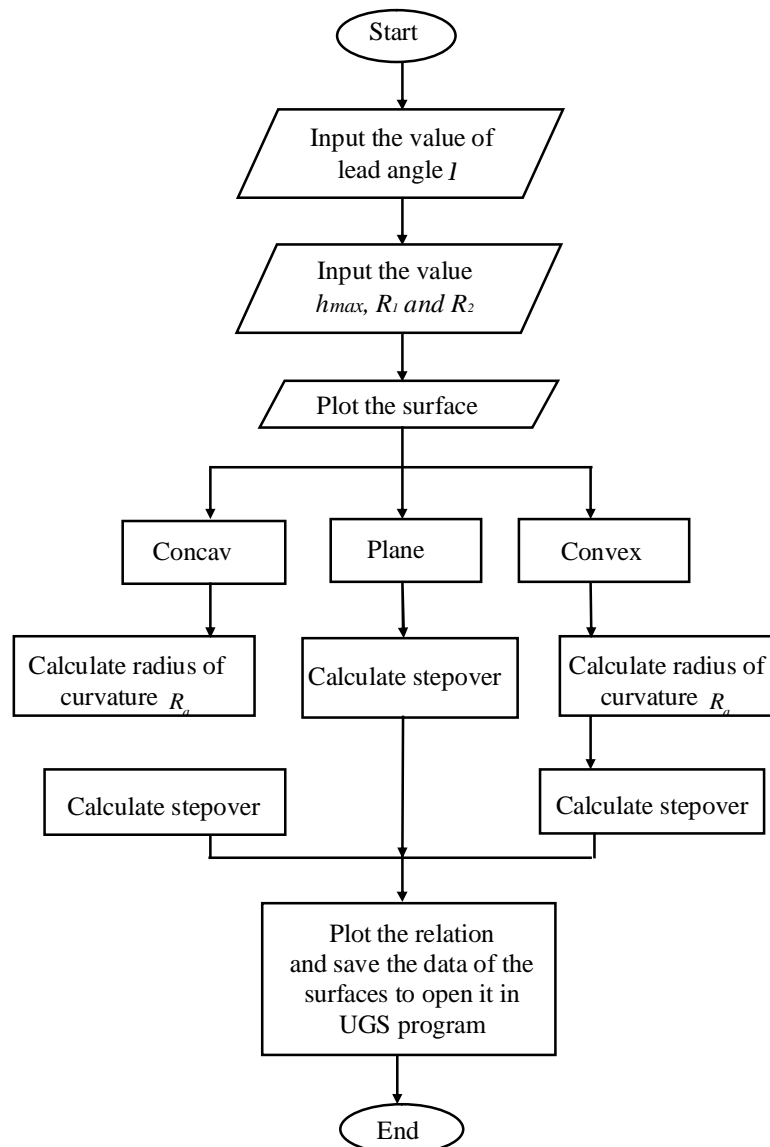 Start
Input the value of
lead angle l
Input the value
hmax, R1 and R2
Plot the surface
Concav
Plane
Convex
Calculate radius of
curvature Ra
Calculate stepover
Calculate radius of
curvature Ra
Calculate stepover
Calculate stepover
Plot the relation
and save the data of the
surfaces to open it in
UGS program
End